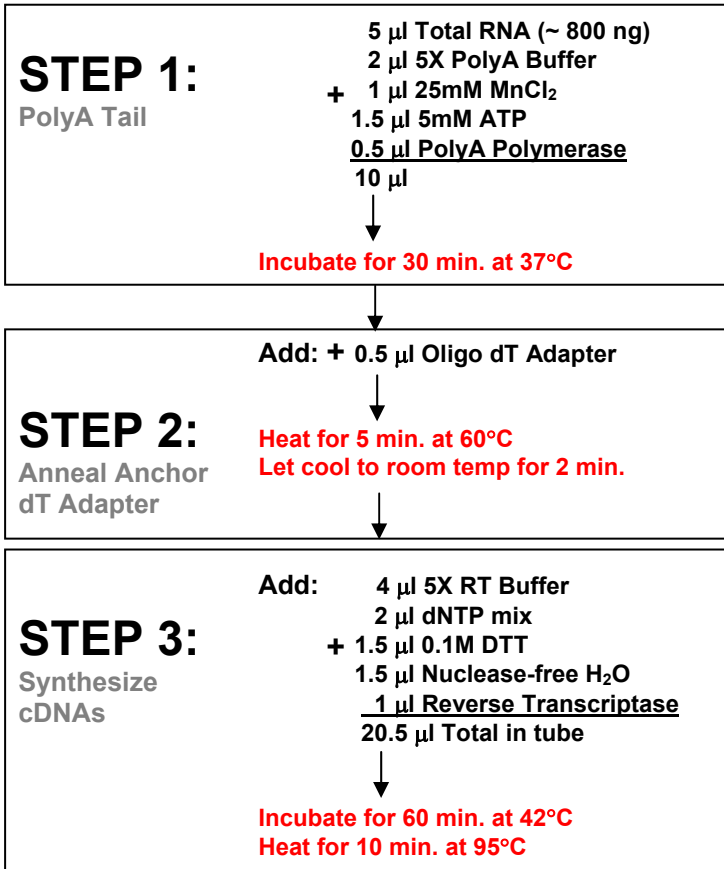 STEP 1:
PolyA Tail
5 µl Total RNA (~ 800 ng)
2 µl 5X PolyA Buffer
+ 1 µl 25mM MnCl₂
1.5 µl 5mM ATP
0.5 µl PolyA Polymerase
10 µl
Incubate for 30 min. at 37°C
STEP 2:
Anneal Anchor
dT Adapter
Add: + 0.5 µl Oligo dT Adapter
Heat for 5 min. at 60°C
Let cool to room temp for 2 min.
STEP 3:
Synthesize
cDNAs
Add: 4 µl 5X RT Buffer
2 µl dNTP mix
+ 1.5 µl 0.1M DTT
1.5 µl Nuclease-free H₂O
1 µl Reverse Transcriptase
20.5 µl Total in tube
Incubate for 60 min. at 42°C
Heat for 10 min. at 95°C